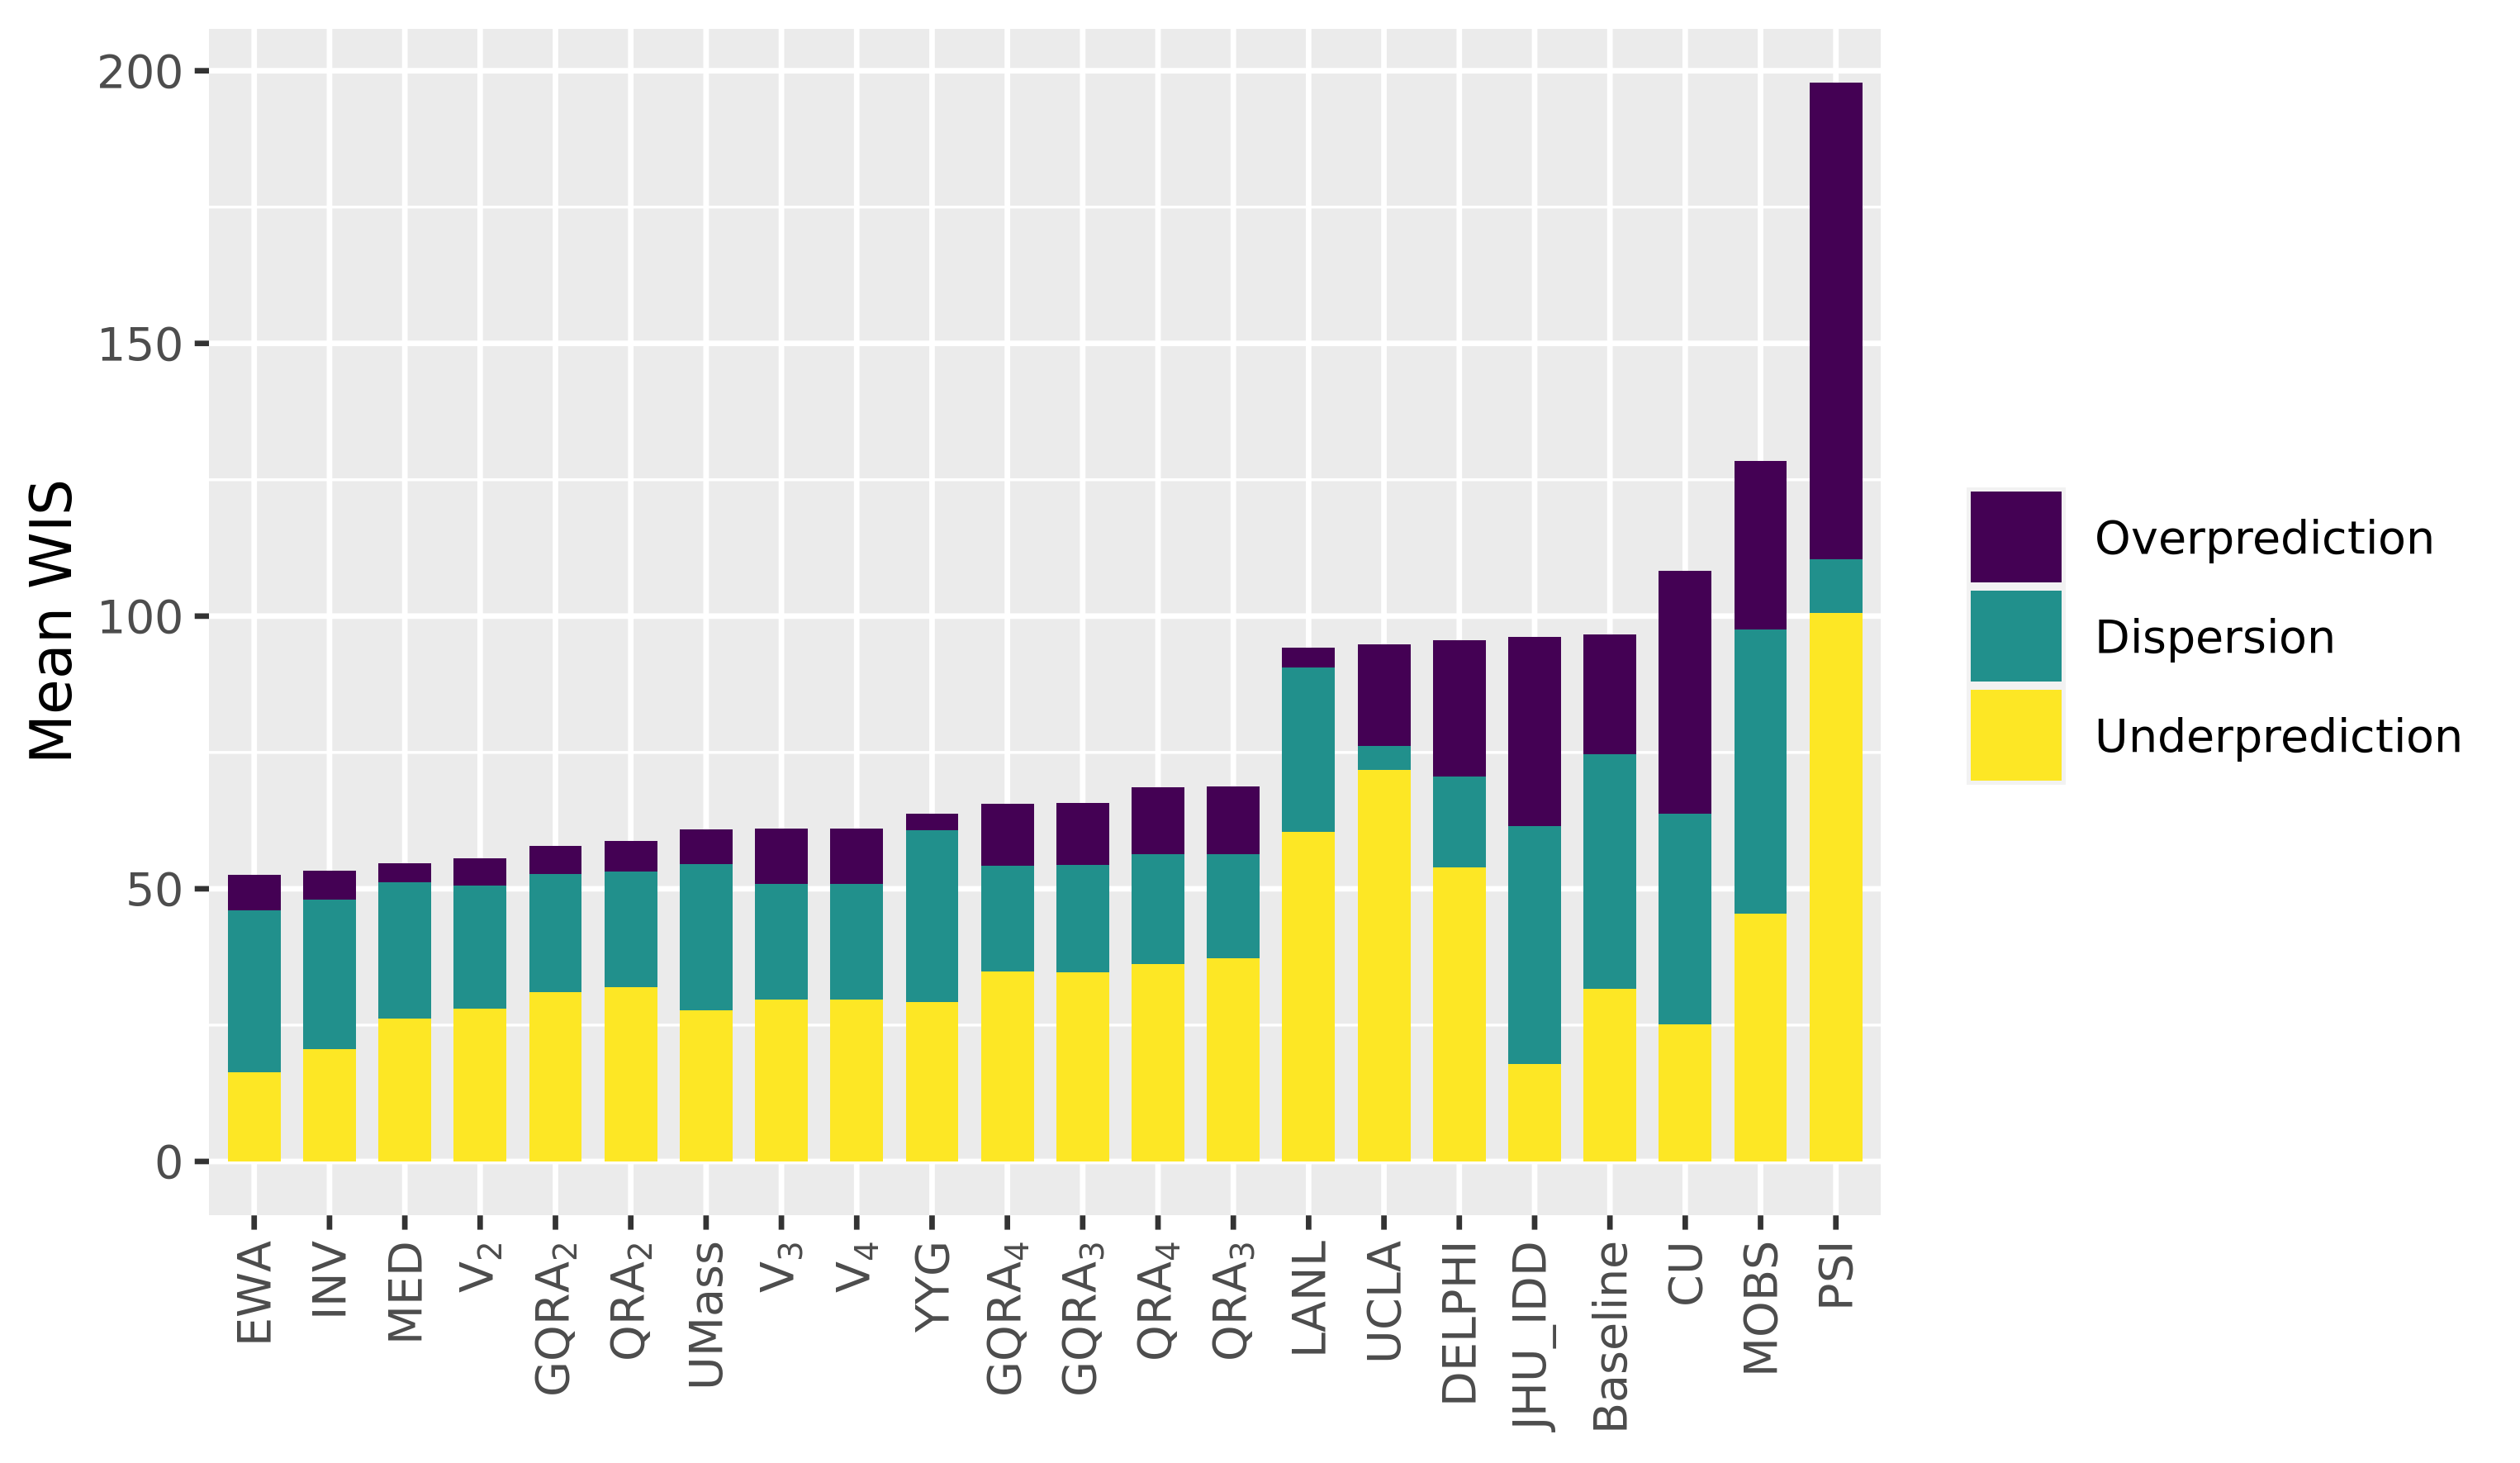 Mean WIS
200
150
100
50
0
EWA
INV
MED
V₂
GQRA₂
QRA₂
UMass
V₃
V₄
YYG
GQRA₄
GQRA₃
QRA₄
QRA₃
LANL
UCLA
DELPHI
JHU_IDD
Baseline
CU
MOBS
PSI
Overprediction
Dispersion
Underprediction